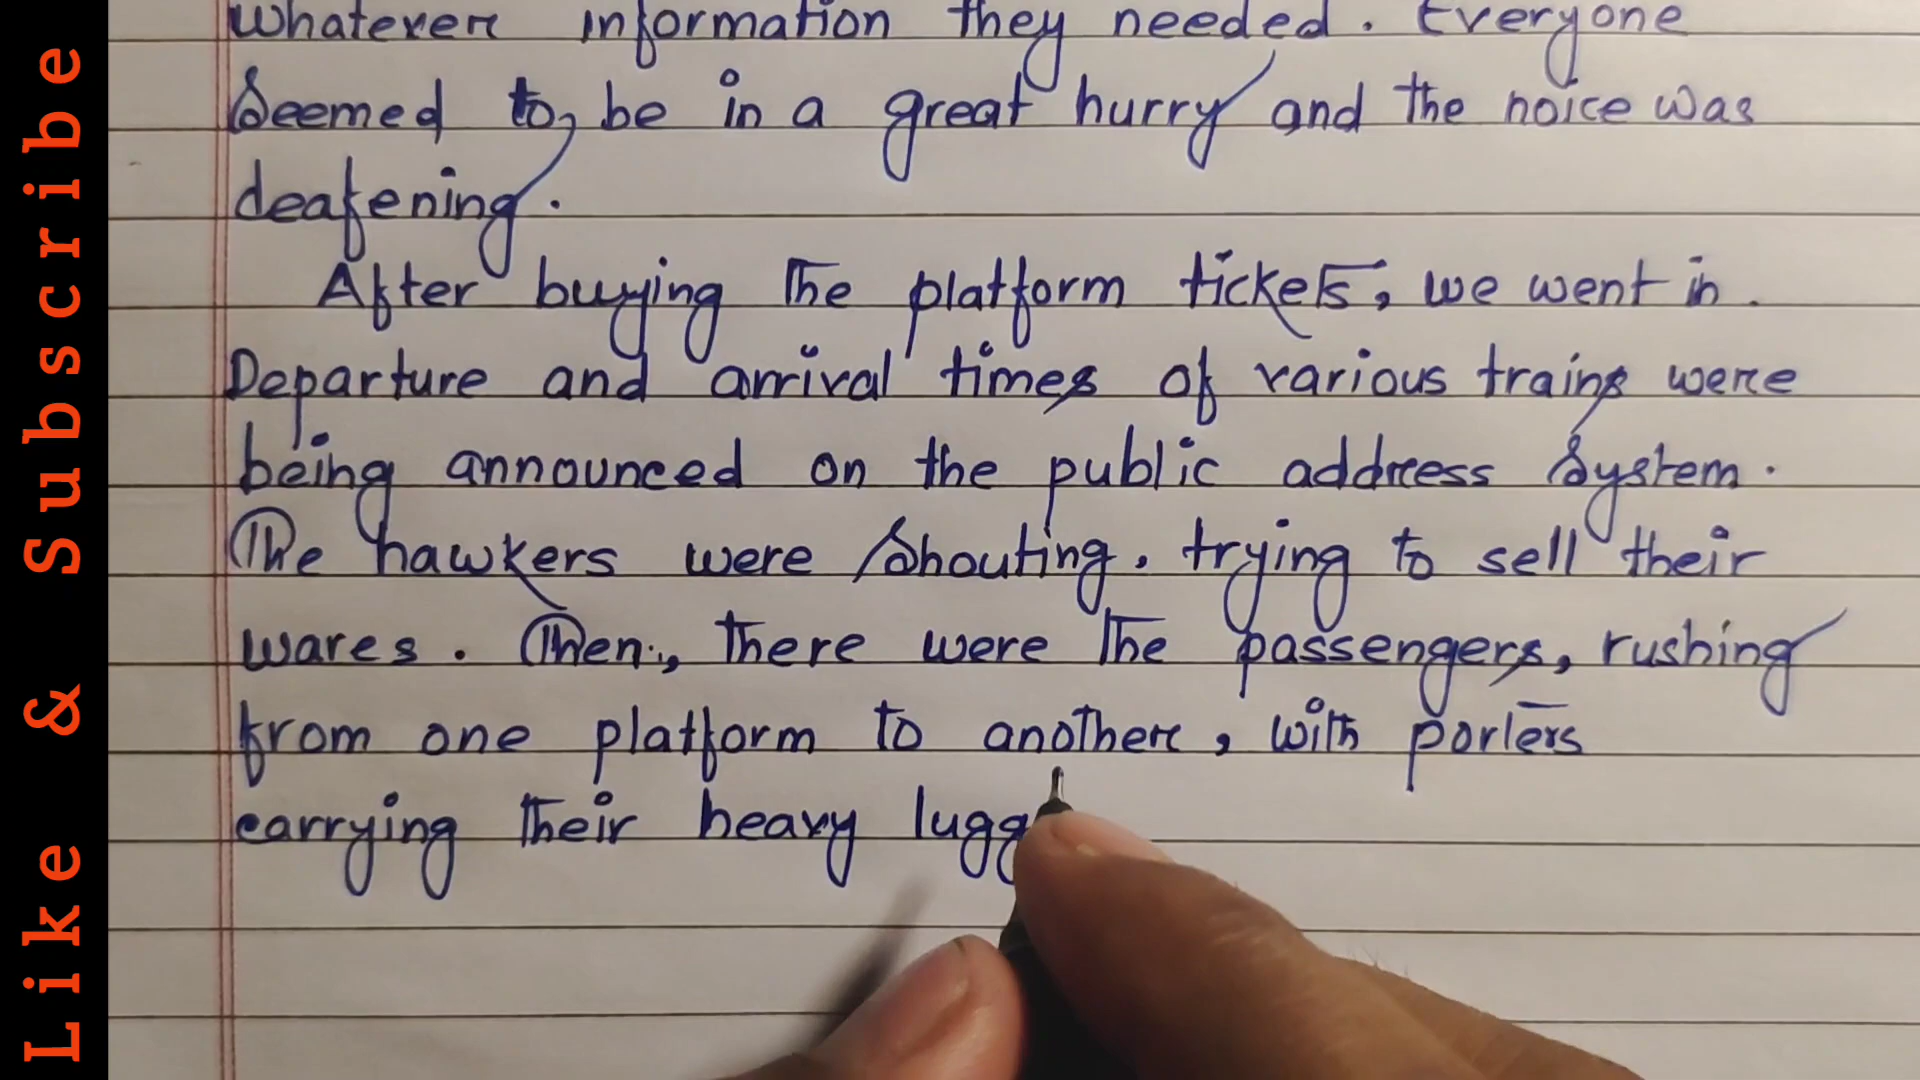 Like & Subscribe
whatever information they needed. Everyone
seemed to be in a great hurry and the noice was
deafening.
After buying the platform tickets, we went in.
Departure and arrival times of various trains were
being announced on the public address system.
The hawkers were shouting, trying to sell their
wares. Then, there were the passengers, rushing
from one platform to another, with porters
carrying their heavy lugg